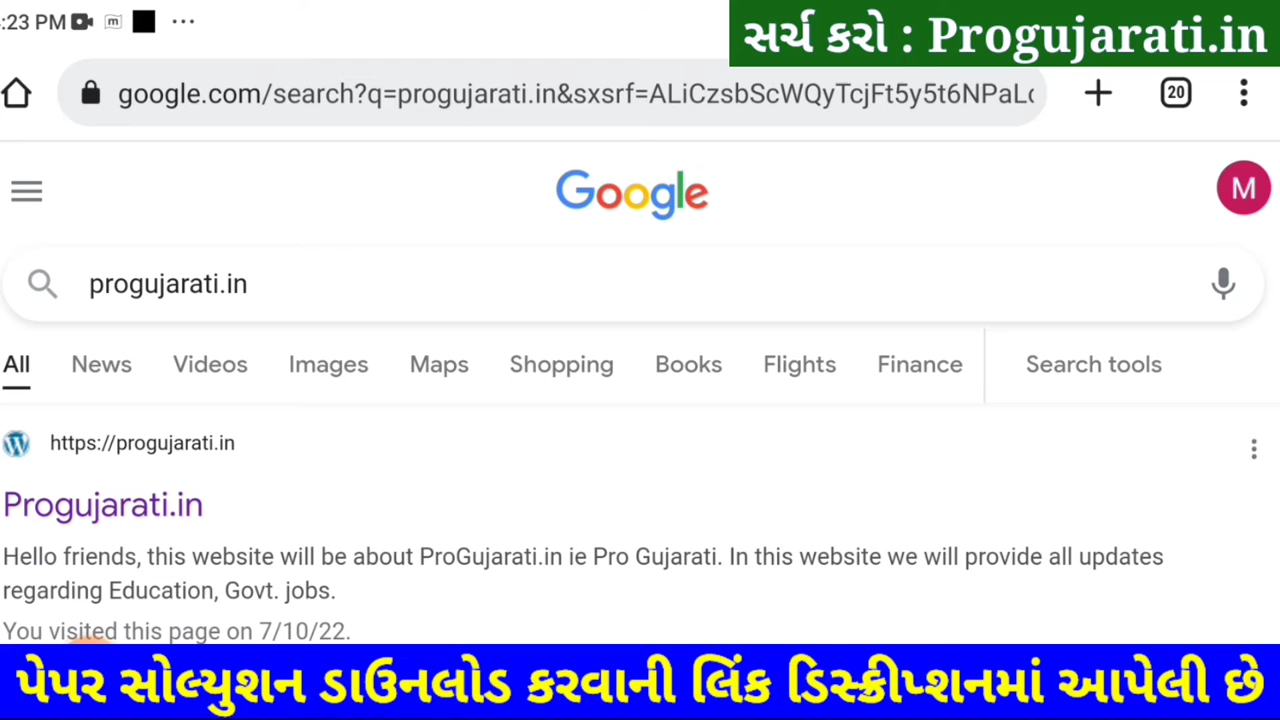 :23 PM
સર્ચ કરો : Progujarati.in
google.com/search?q=progujarati.in&sxsrf=ALiCzsbScWQyTcjFt5y5t6NPaLc
20
Google
M
progujarati.in
All News Videos Images Maps Shopping Books Flights Finance Search tools
https://progujarati.in
Progujarati.in
Hello friends, this website will be about ProGujarati.in ie Pro Gujarati. In this website we will provide all updates
regarding Education, Govt. jobs.
You visited this page on 7/10/22.
પેપર સોલ્યુશન ડાઉનલોડ કરવાની લિંક ડિસ્ક્રીપ્શનમાં આપેલી છે